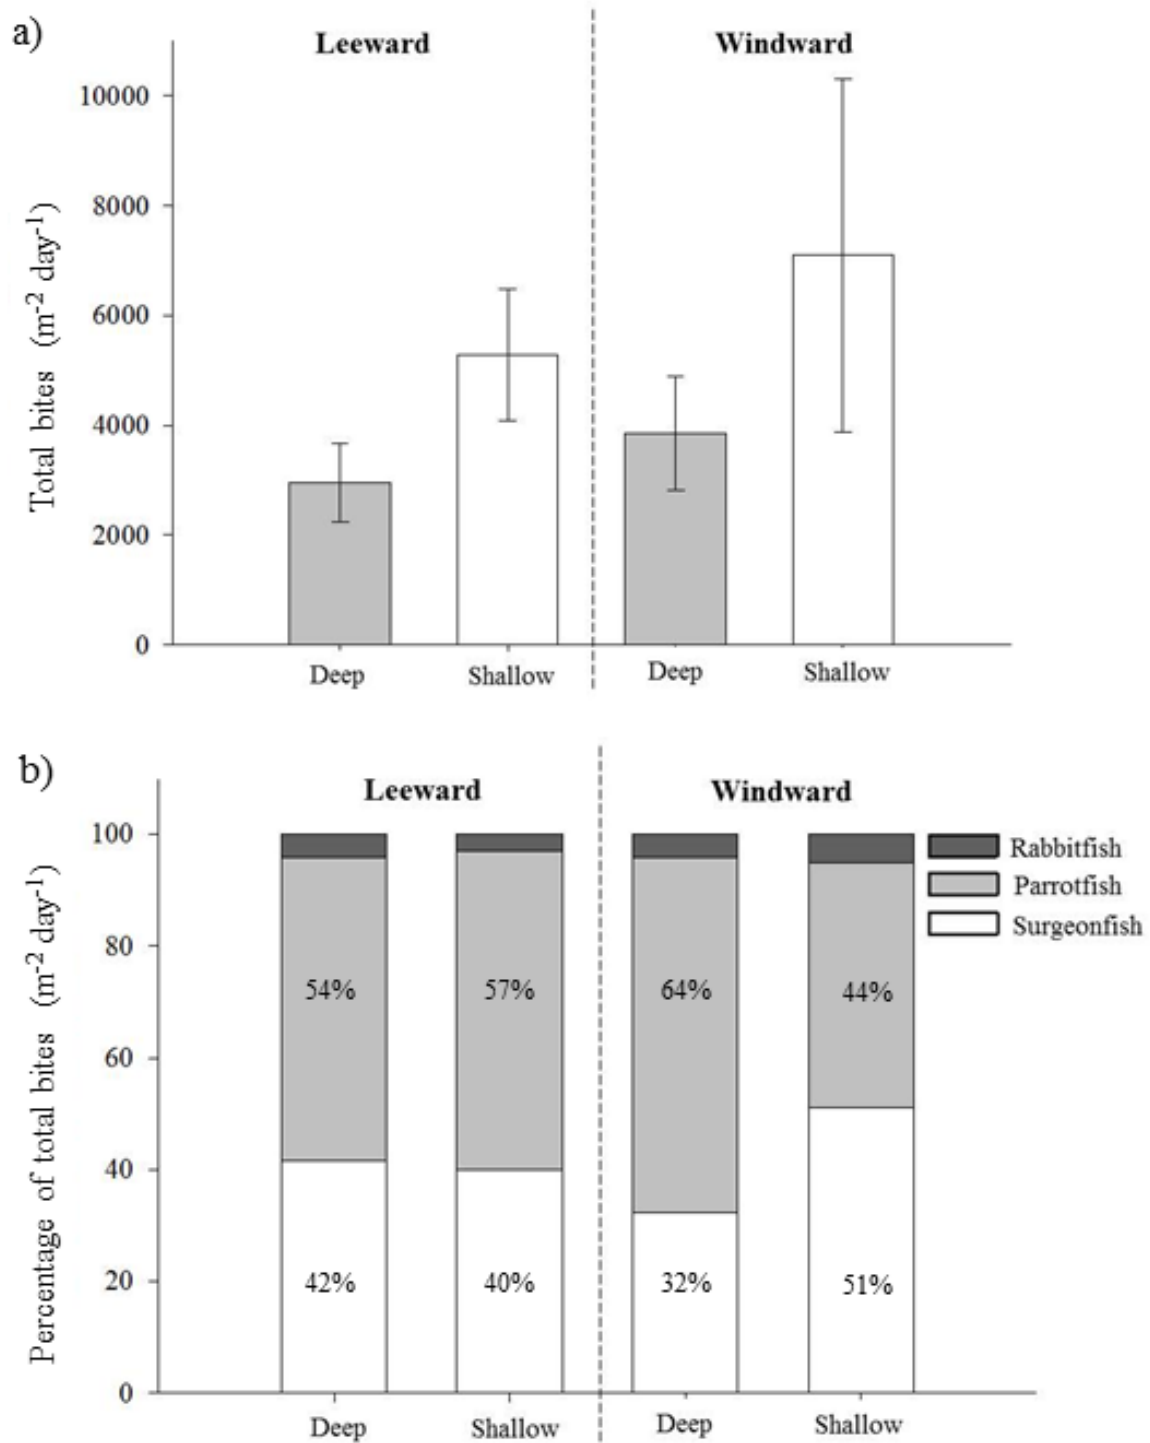 a)
Leeward
Windward
Total bites (m-2 day-1)
10000
8000
6000
4000
2000
0
Deep
Shallow
Deep
Shallow
b)
Leeward
Windward
Percentage of total bites (m-2 day-1)
100
80
60
40
20
0
Rabbitfish
Parrotfish
Surgeonfish
54%
57%
64%
44%
42%
40%
32%
51%
Deep
Shallow
Deep
Shallow